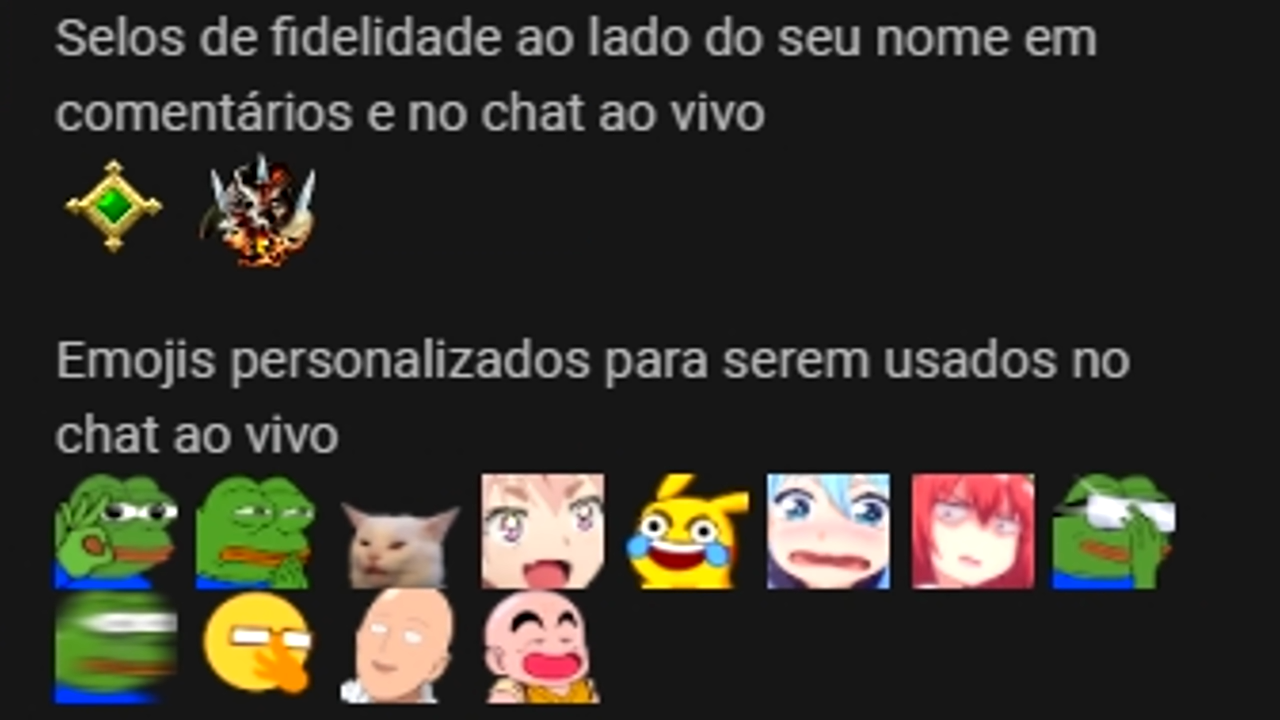 Selos de fidelidade ao lado do seu nome em
comentários e no chat ao vivo
Emojis personalizados para serem usados no
chat ao vivo